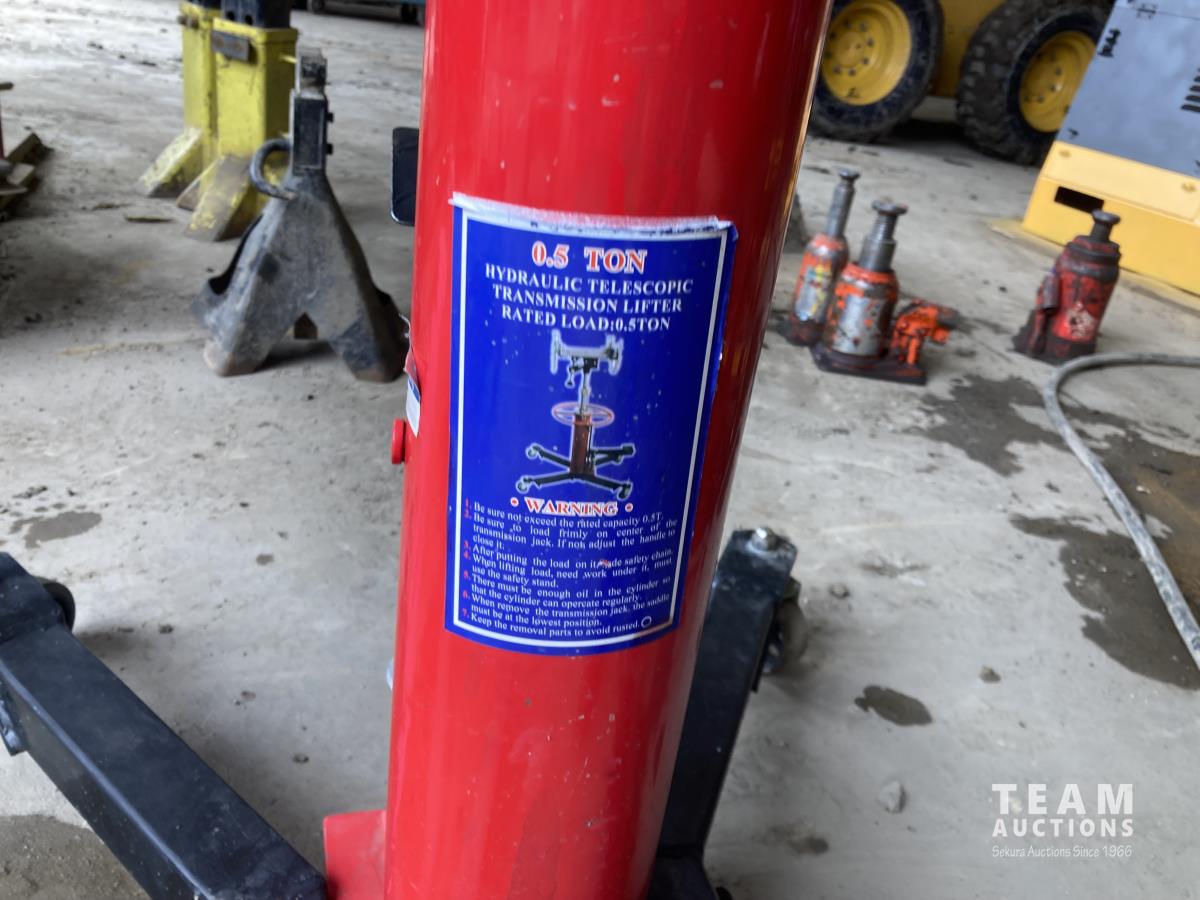 0.5 TON
HYDRAULIC TELESCOPIC
TRANSMISSION LIFTER
RATED LOAD:0.5TON
• WARNING •
1. Be sure not exceed the rated capacity 0.5T.
2. Be sure to load frimly on center of the
transmission jack. If not, adjust the handle to
close it.
3. After putting the load on it, ade safety chain.
4. When lifting load, need work under it, must
use the safety stand.
5. There must be enough oil in the cylinder so
that the cylinder can opercate regularly.
6. When remove the transmission jack, the saddle
must be at the lowest position.
7. Keep the removal parts to avoid rusted.
TEAM
AUCTIONS
Sekura Auctions Since 1966